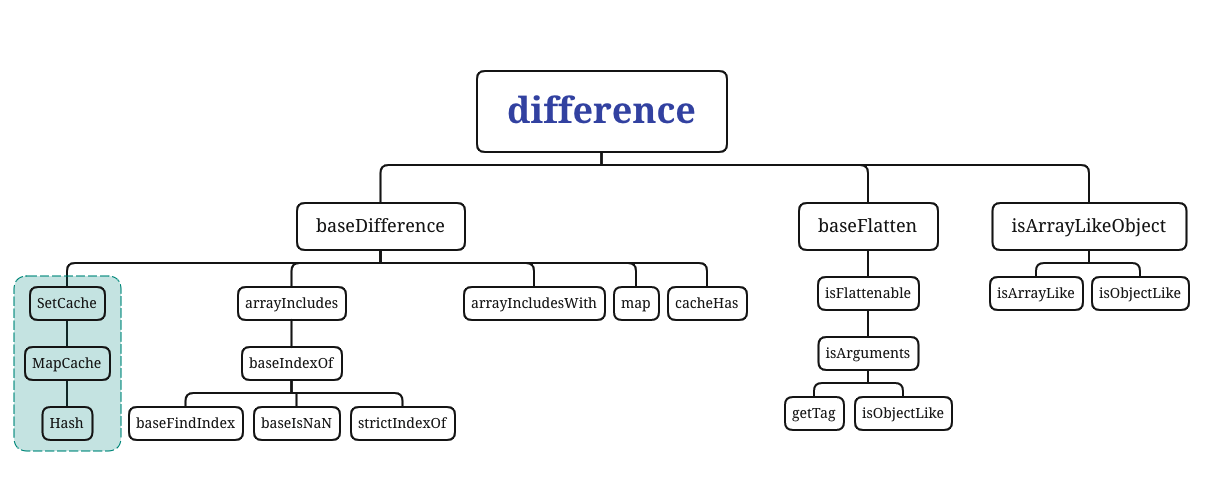 difference
baseDifference
baseFlatten
isArrayLikeObject
SetCache
arrayIncludes
arrayIncludesWith
map
cacheHas
isFlattenable
isArrayLike
isObjectLike
MapCache
baseIndexOf
isArguments
Hash
baseFindIndex
baseIsNaN
strictIndexOf
getTag
isObjectLike